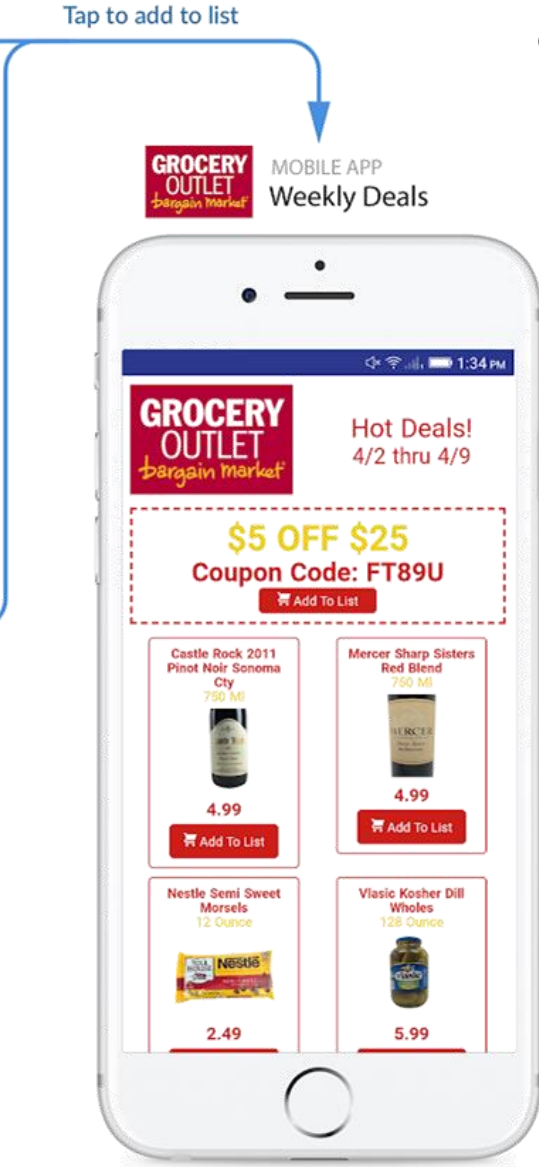 Tap to add to list
GROCERY
OUTLET
bargain market
MOBILE APP
Weekly Deals
1:34 PM
GROCERY
OUTLET
bargain market
Hot Deals!
4/2 thru 4/9
$5 OFF $25
Coupon Code: FT89U
Add To List
Castle Rock 2011
Pinot Noir Sonoma
Cty
750 Ml
4.99
Add To List
Mercer Sharp Sisters
Red Blend
750 Ml
MERCER
4.99
Add To List
Nestle Semi Sweet
Morsels
12 Ounce
Nestle
2.49
Vlasic Kosher Dill
Wholes
128 Ounce
Vlasic
5.99